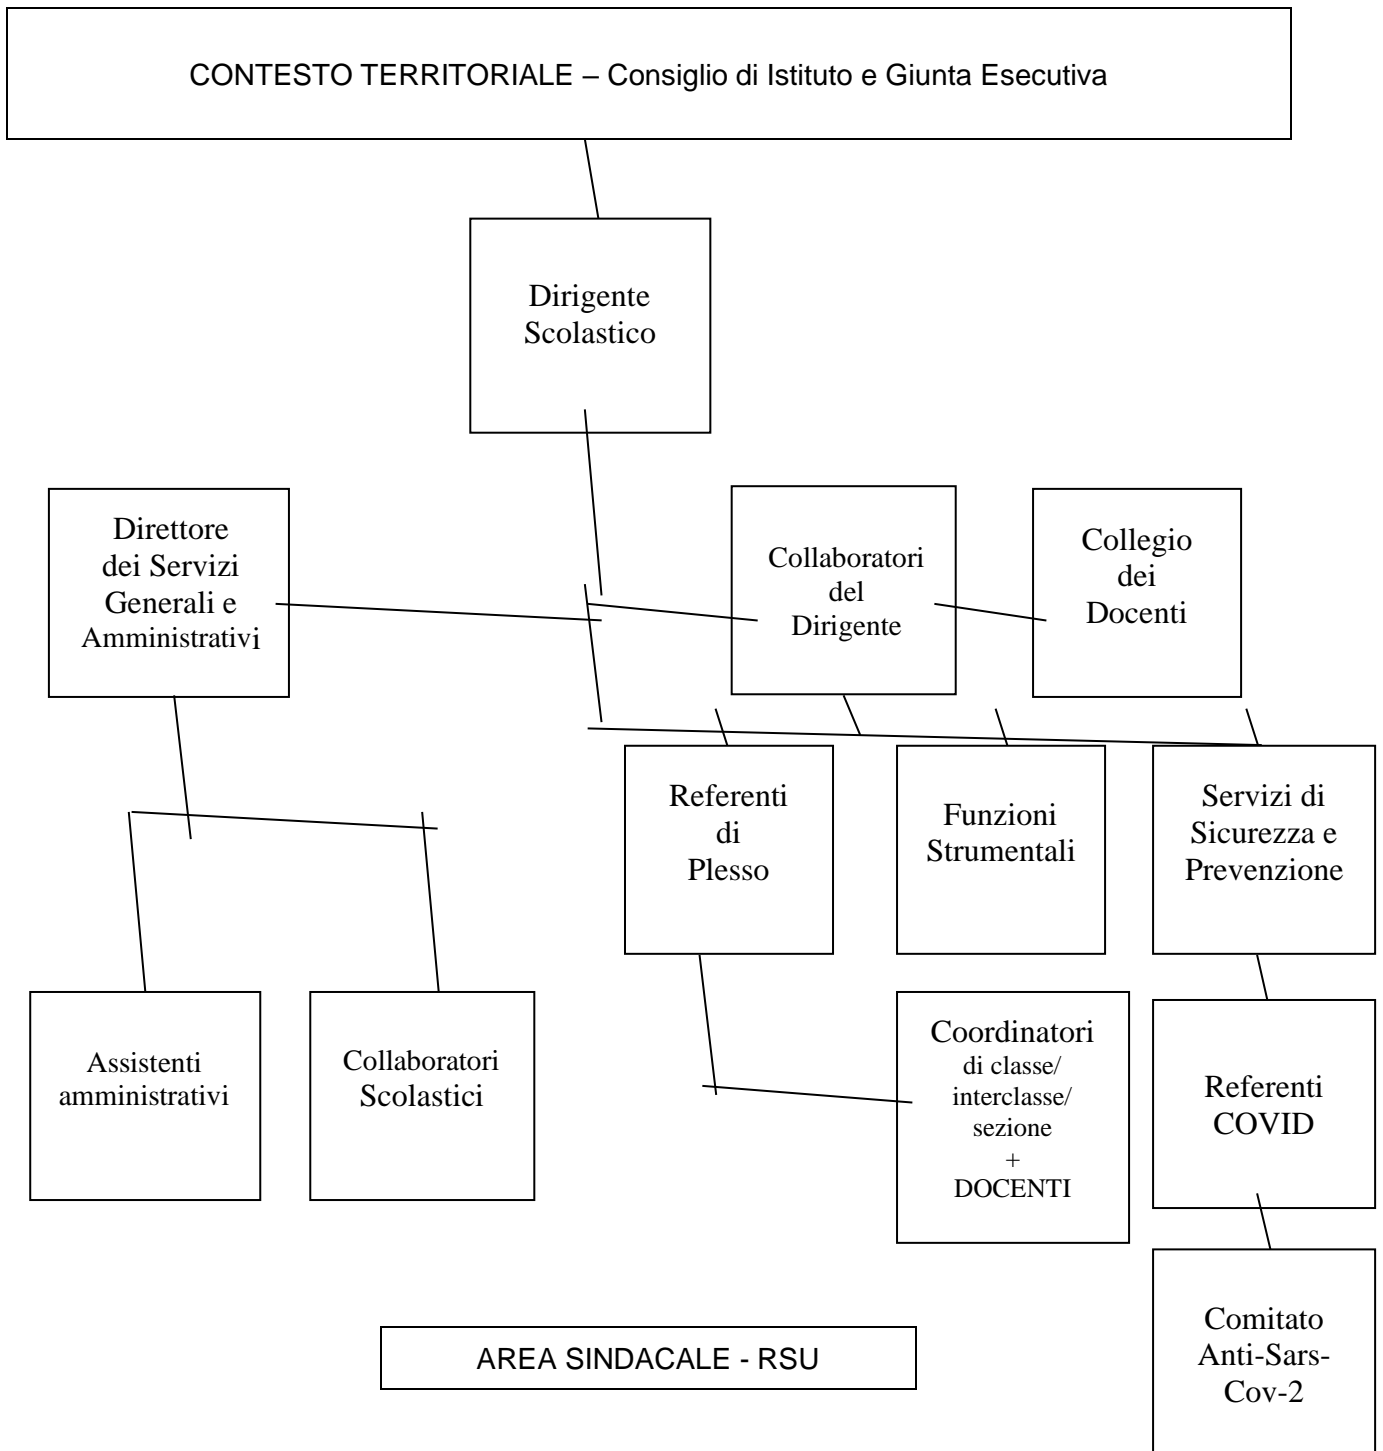 CONTESTO TERRITORIALE – Consiglio di Istituto e Giunta Esecutiva
Dirigente
Scolastico
Direttore
dei Servizi
Generali e
Amministrativi
Collaboratori
del
Dirigente
Collegio
dei
Docenti
Referenti
di
Plesso
Funzioni
Strumentali
Servizi di
Sicurezza e
Prevenzione
Assistenti
amministrativi
Collaboratori
Scolastici
Coordinatori
di classe/
interclasse/
sezione
+
DOCENTI
Referenti
COVID
Comitato
Anti-Sars-
Cov-2
AREA SINDACALE - RSU